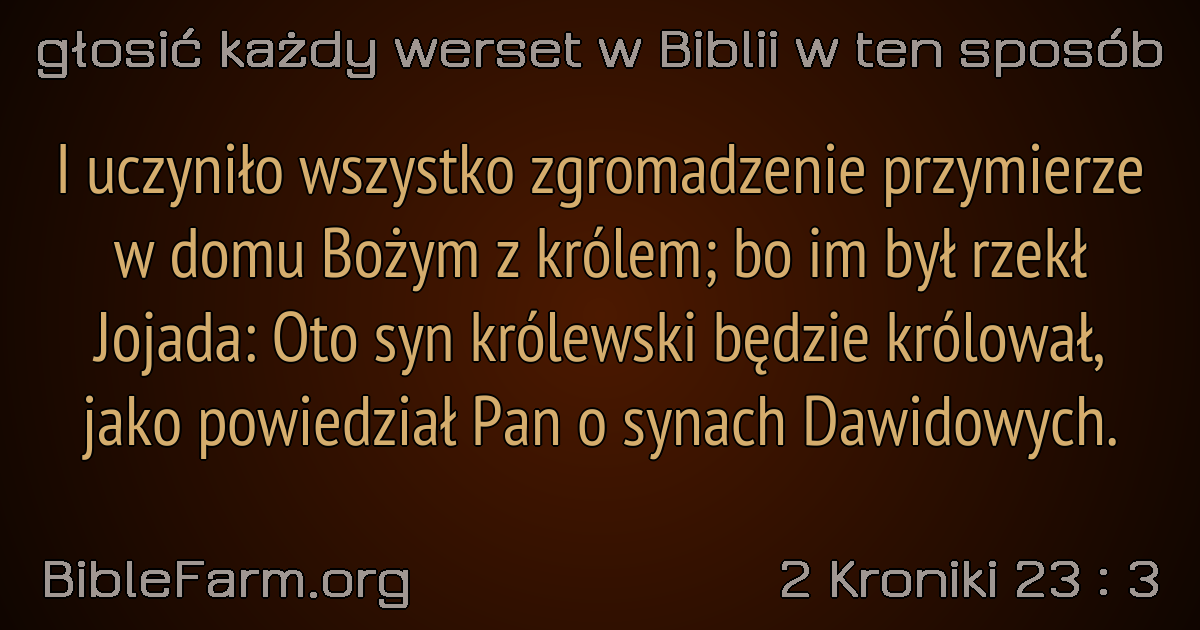 głosić każdy werset w Biblii w ten sposób
I uczyniło wszystko zgromadzenie przymierze
w domu Bożym z królem; bo im był rzekł
Jojada: Oto syn królewski będzie królował,
jako powiedział Pan o synach Dawidowych.
BibleFarm.org
2 Kroniki 23 : 3